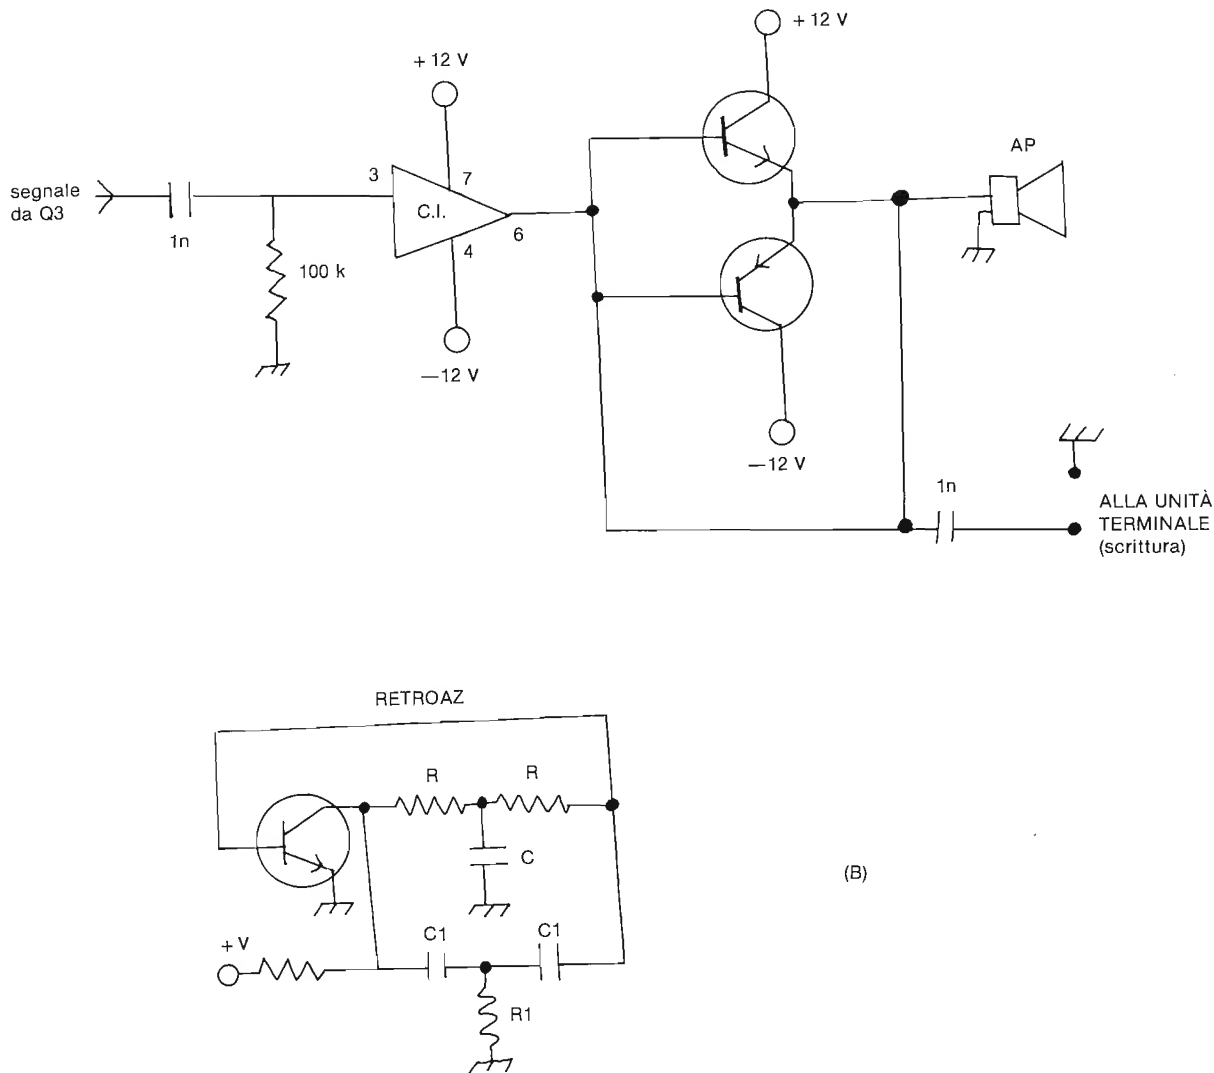 + 12 V
+ 12 V
AP
segnale
da Q3
3
7
C.I.
6
4
1n
100 k
—12 V
—12 V
1n
ALLA UNITÀ
TERMINALE
(scrittura)
RETROAZ
R
R
C
(B)
C1
C1
+ V
R1